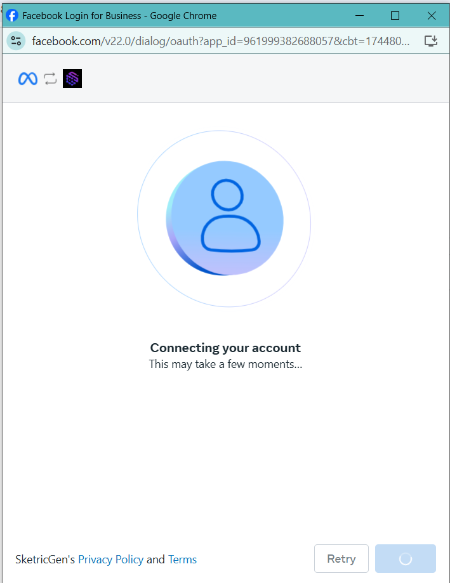 Facebook Login for Business - Google Chrome
facebook.com/v22.0/dialog/oauth?app_id=961999382688057&cbt=174480...
Connecting your account
This may take a few moments...
SketricGen's Privacy Policy and Terms
Retry